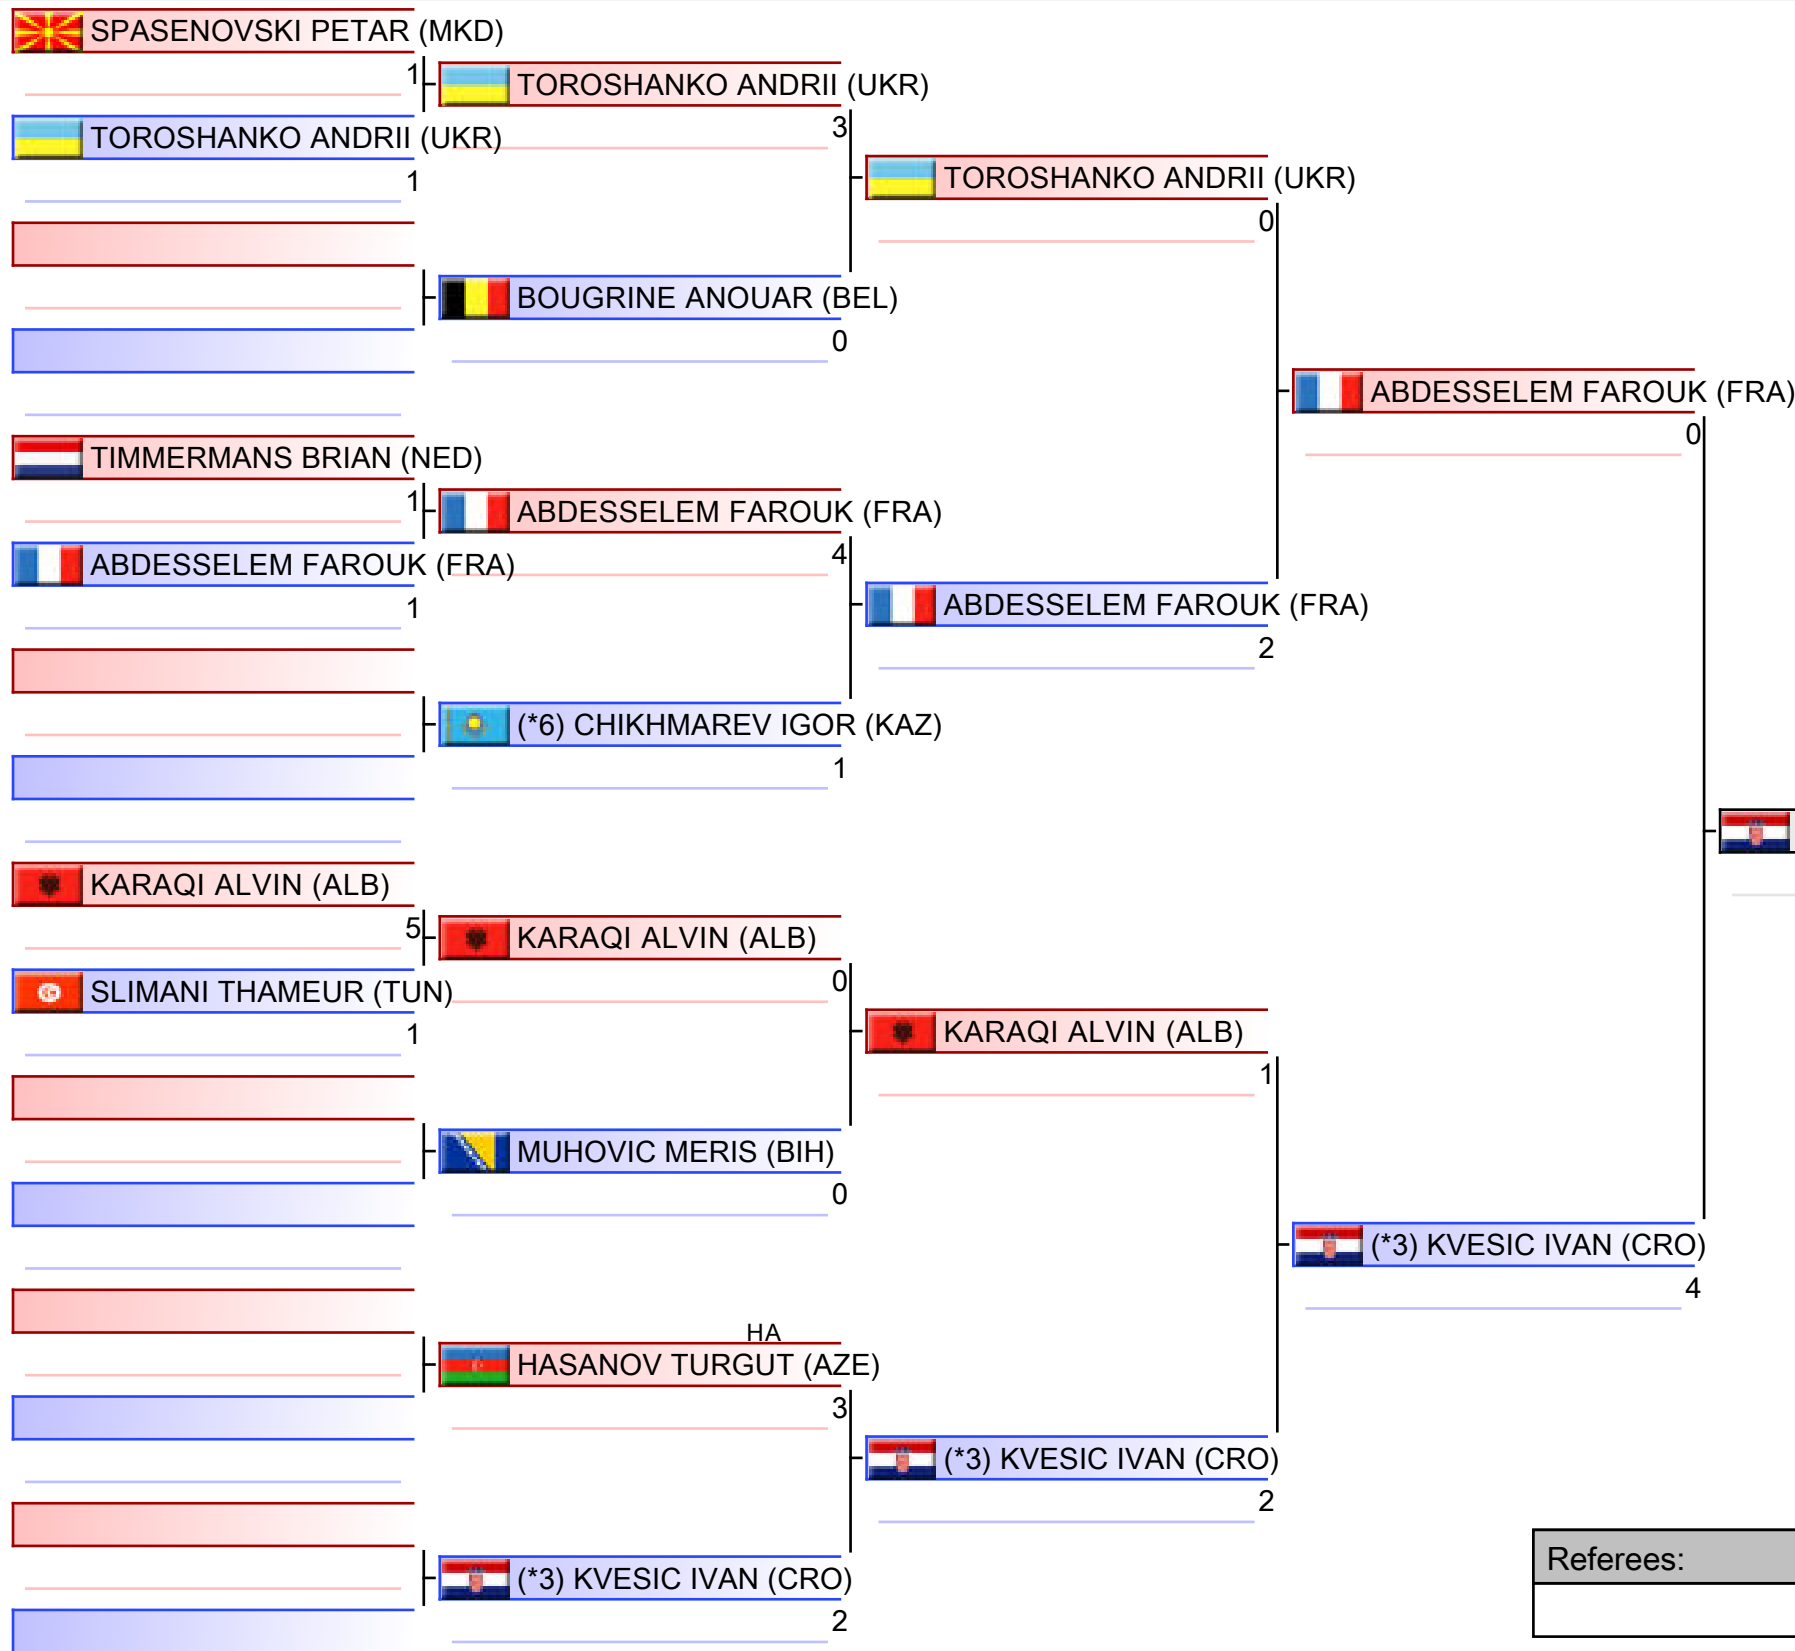 SPASENOVSKI PETAR (MKD)
1
TOROSHANKO ANDRII (UKR)
TOROSHANKO ANDRII (UKR)
3
1
TOROSHANKO ANDRII (UKR)
0
BOUGRINE ANOUAR (BEL)
0
ABDESSELEM FAROUK (FRA)
0
TIMMERMANS BRIAN (NED)
1
ABDESSELEM FAROUK (FRA)
4
ABDESSELEM FAROUK (FRA)
1
ABDESSELEM FAROUK (FRA)
2
(*6) CHIKHMAREV IGOR (KAZ)
1
KARAQI ALVIN (ALB)
5
KARAQI ALVIN (ALB)
0
SLIMANI THAMEUR (TUN)
1
KARAQI ALVIN (ALB)
1
MUHOVIC MERIS (BIH)
0
(*3) KVESIC IVAN (CRO)
4
HA
HASANOV TURGUT (AZE)
3
(*3) KVESIC IVAN (CRO)
2
(*3) KVESIC IVAN (CRO)
2
Referees: